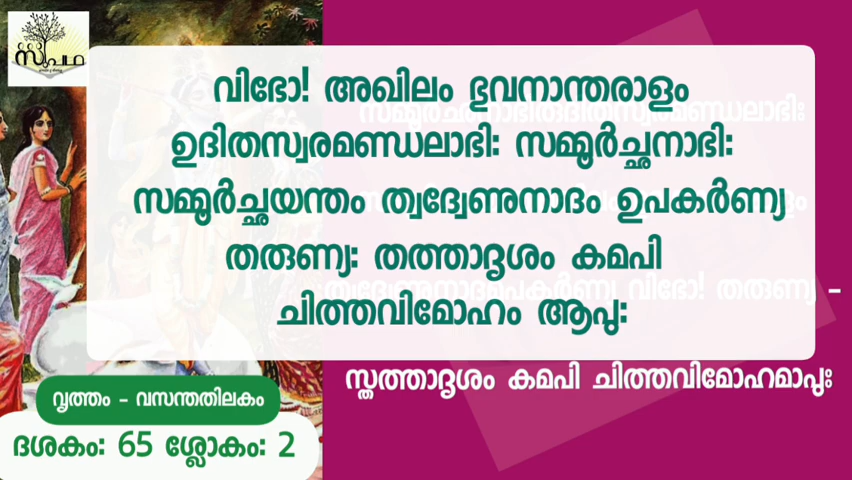 സുപഥ
വിഭോ! അഖിലം ഭുവനാന്തരാളം
ഉദിതസ്വരമണ്ഡലാഭി: സമ്മൂർച്ഛനാഭി:
സമ്മൂർച്ഛയന്തം ത്വദ്വേണുനാദം ഉപകർണ്യ
തരുണ്യ: തത്താദൃശം കമപി
ചിത്തവിമോഹം ആപു:
സ്തത്താദൃശം കമപി ചിത്തവിമോഹമാപുഃ
വൃത്തം - വസന്തതിലകം
ദശകം: 65 ശ്ലോകം: 2